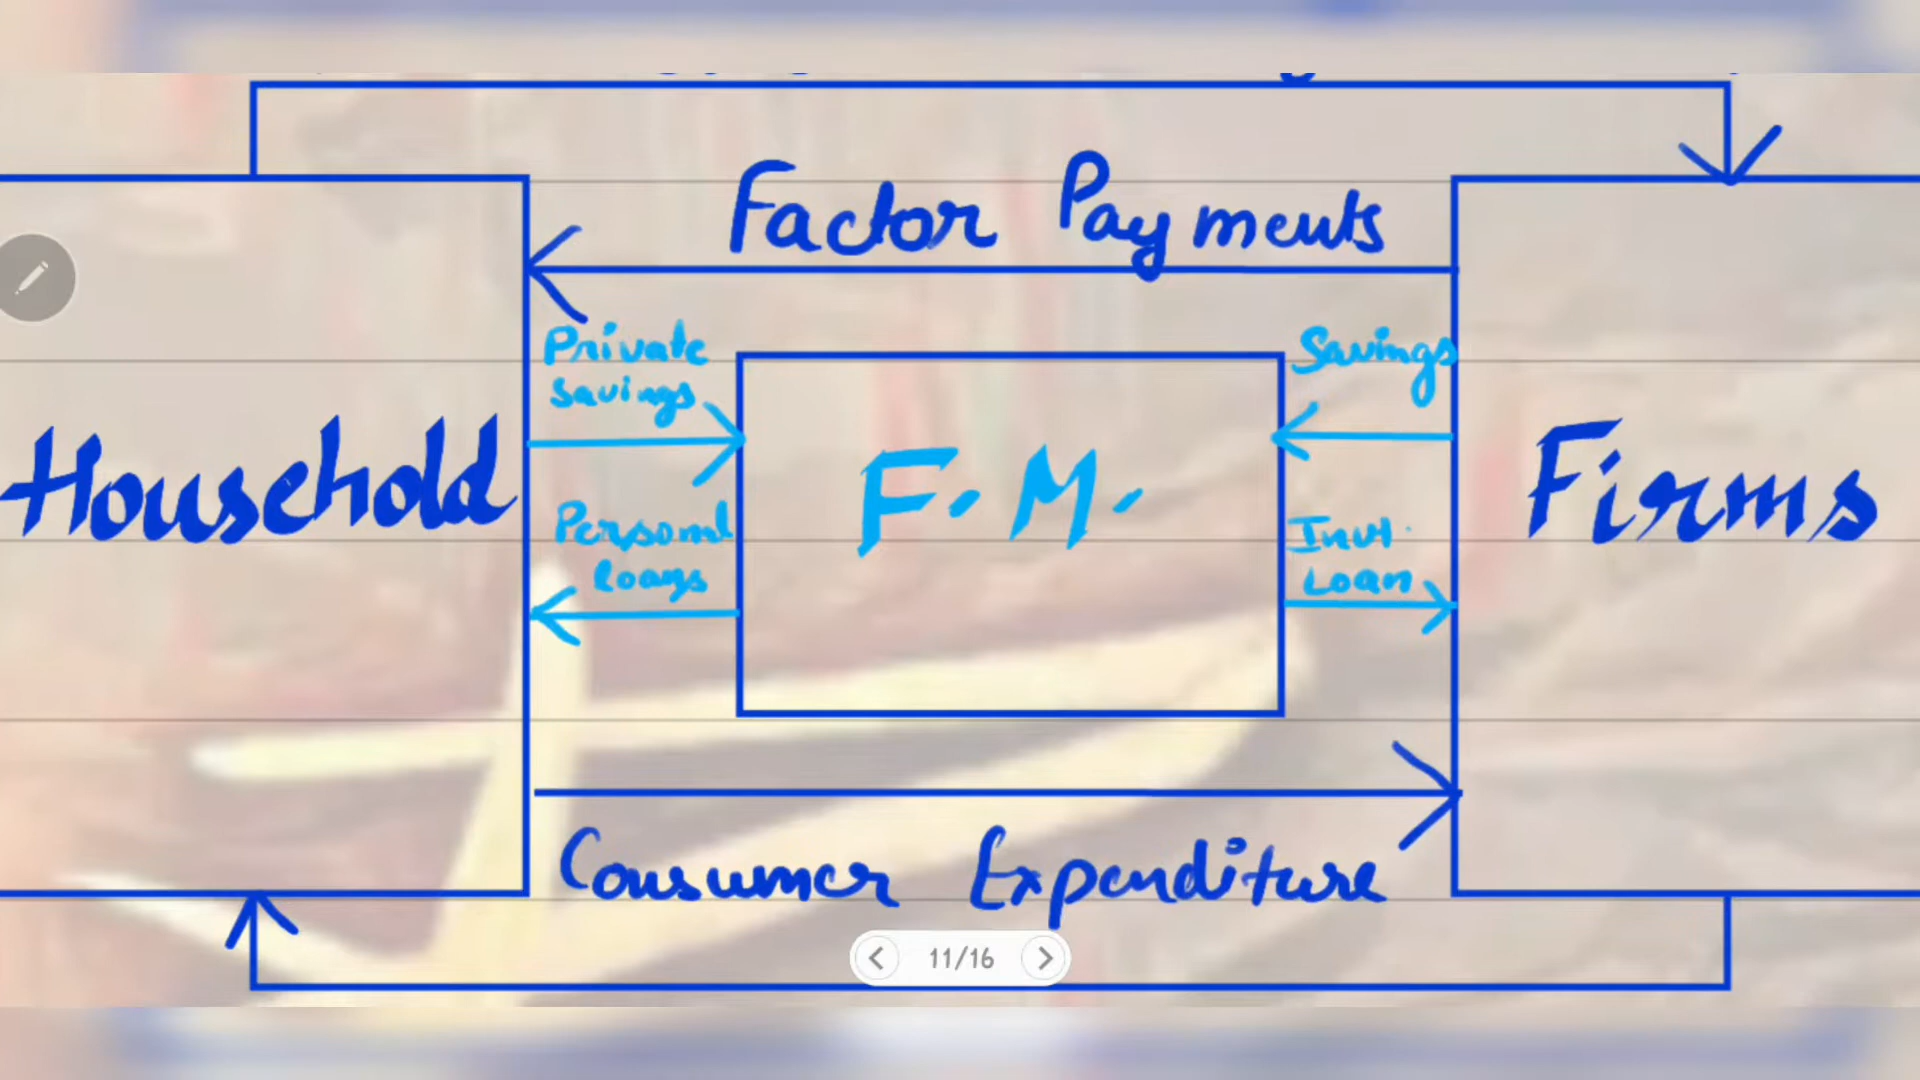 Factor Payments
Private
Savings
Savings
Household
F.M.
Firms
Personal
loans
Invt.
Loan
Consumer Expenditure
11/16